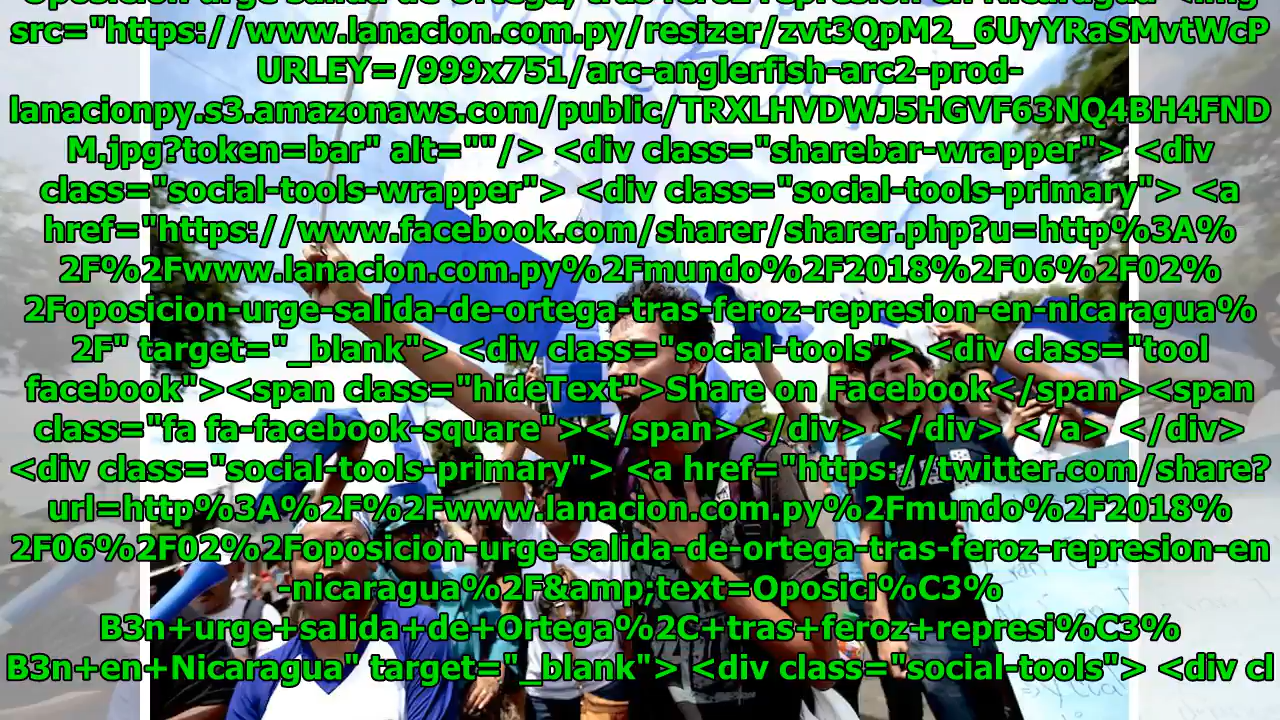 src="https://www.lanacion.com.py/resizer/zvt3QpM2_6UyYRaSMvtWcP
URLEY=/999x751/arc-anglerfish-arc2-prod-
lanacionpy.s3.amazonaws.com/public/TRXLHVDWJ5HGVF63NQ4BH4FND
M.jpg?token=bar" alt=""/> <div class="sharebar-wrapper"> <div
class="social-tools-wrapper"> <div class="social-tools-primary"> <a
href="https://www.facebook.com/sharer/sharer.php?u=http%3A%
2F%2Fwww.lanacion.com.py%2Fmundo%2F2018%2F06%2F02%
2Foposicion-urge-salida-de-ortega-tras-feroz-represion-en-nicaragua%
2F" target="_blank"> <div class="social-tools"> <div class="tool
facebook"><span class="hideText">Share on Facebook</span><span
class="fa fa-facebook-square"></span></div> </div> </a> </div>
<div class="social-tools-primary"> <a href="https://twitter.com/share?
url=http%3A%2F%2Fwww.lanacion.com.py%2Fmundo%2F2018%
2F06%2F02%2Foposicion-urge-salida-de-ortega-tras-feroz-represion-en
-nicaragua%2F&amp;text=Oposici%C3%
B3n+urge+salida+de+Ortega%2C+tras+feroz+represi%C3%
B3n+en+Nicaragua" target="_blank"> <div class="social-tools"> <div cl